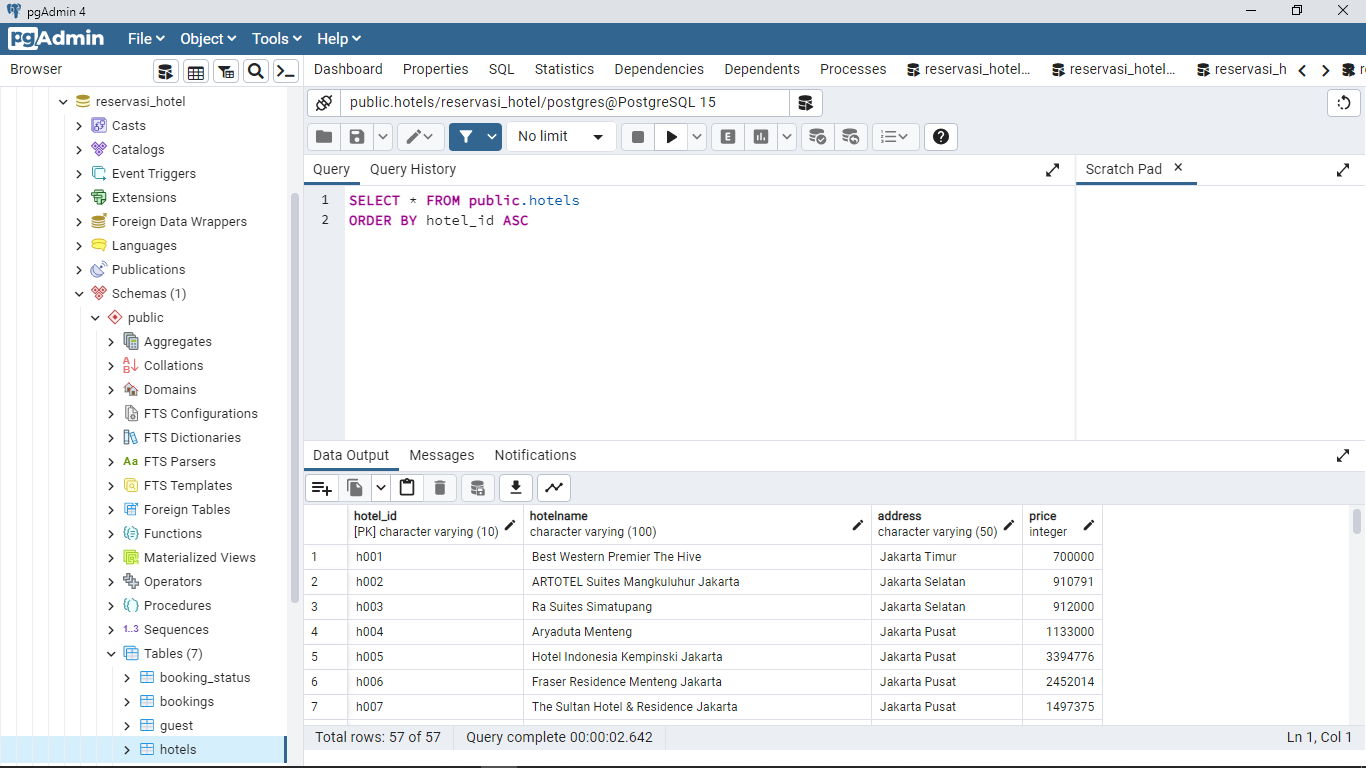 pgAdmin 4
pgAdmin File Object Tools Help
Browser
Dashboard Properties SQL Statistics Dependencies Dependents Processes reservasi_hotel... reservasi_hotel... reservasi_h
reservasi_hotel
Casts
Catalogs
Event Triggers
Extensions
Foreign Data Wrappers
Languages
Publications
Schemas (1)
public
Aggregates
Collations
Domains
FTS Configurations
FTS Dictionaries
Aa FTS Parsers
FTS Templates
Foreign Tables
Functions
Materialized Views
Operators
Procedures
1..3 Sequences
Tables (7)
booking_status
bookings
guest
hotels
public.hotels/reservasi_hotel/postgres@PostgreSQL 15
No limit
E
Query Query History
Scratch Pad
1 SELECT * FROM public.hotels
2 ORDER BY hotel_id ASC
Data Output Messages Notifications
hotel_id hotelname address price
[PK] character varying (10) character varying (100) character varying (50) integer
1 h001 Best Western Premier The Hive Jakarta Timur 700000
2 h002 ARTOTEL Suites Mangkuluhur Jakarta Jakarta Selatan 910791
3 h003 Ra Suites Simatupang Jakarta Selatan 912000
4 h004 Aryaduta Menteng Jakarta Pusat 1133000
5 h005 Hotel Indonesia Kempinski Jakarta Jakarta Pusat 3394776
6 h006 Fraser Residence Menteng Jakarta Jakarta Pusat 2452014
7 h007 The Sultan Hotel & Residence Jakarta Jakarta Pusat 1497375
Total rows: 57 of 57 Query complete 00:00:02.642 Ln 1, Col 1